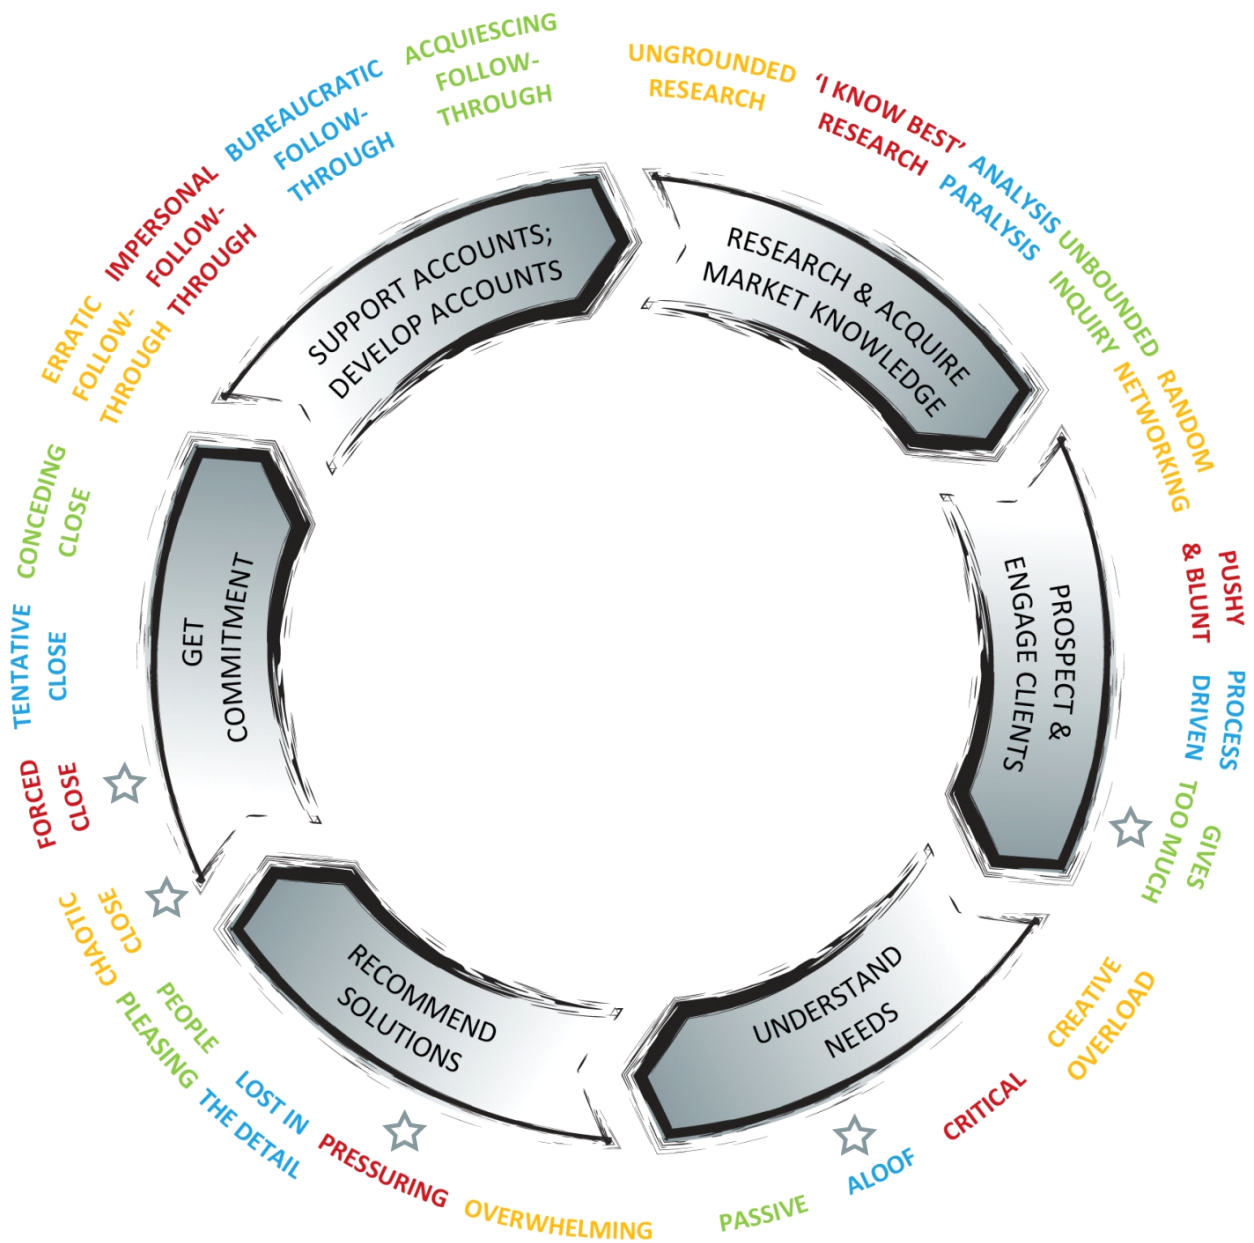 ACQUIESCING
FOLLOW-
THROUGH
UNGROUNDED
RESEARCH
‘I KNOW BEST’
RESEARCH
ANALYSIS
PARALYSIS
UNBOUNDED
INQUIRY
RANDOM
NETWORKING
PUSHY
& BLUNT
PROCESS
DRIVEN
GIVES
TOO MUCH
CREATIVE
OVERLOAD
CRITICAL
ALOOF
PASSIVE
OVERWHELMING
PRESSURING
LOST IN
THE DETAIL
PEOPLE
PLEASING
CHAOTIC
CLOSE
FORCED
CLOSE
TENTATIVE
CLOSE
CONCEDING
CLOSE
ERRATIC
FOLLOW-
THROUGH
IMPERSONAL
FOLLOW-
THROUGH
BUREAUCRATIC
FOLLOW-
THROUGH
RESEARCH & ACQUIRE
MARKET KNOWLEDGE
PROSPECT &
ENGAGE CLIENTS
UNDERSTAND
NEEDS
RECOMMEND
SOLUTIONS
GET
COMMITMENT
SUPPORT ACCOUNTS;
DEVELOP ACCOUNTS